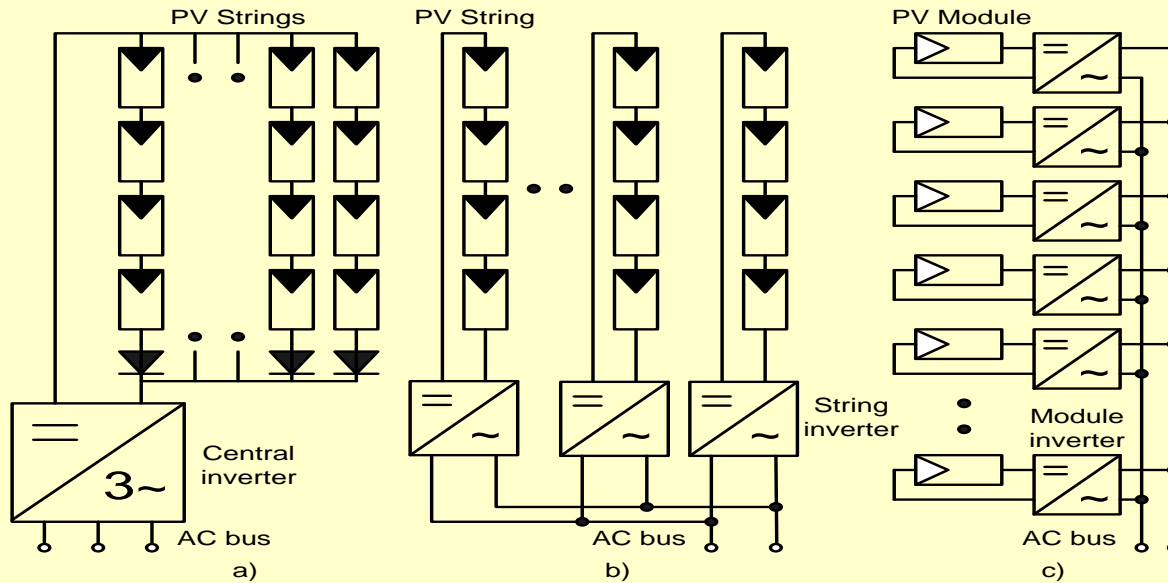 PV Strings
3~
Central
inverter
AC bus
a)
PV String
~
~
~
String
inverter
AC bus
b)
PV Module
~
~
~
~
~
~
Module
inverter
AC bus
c)